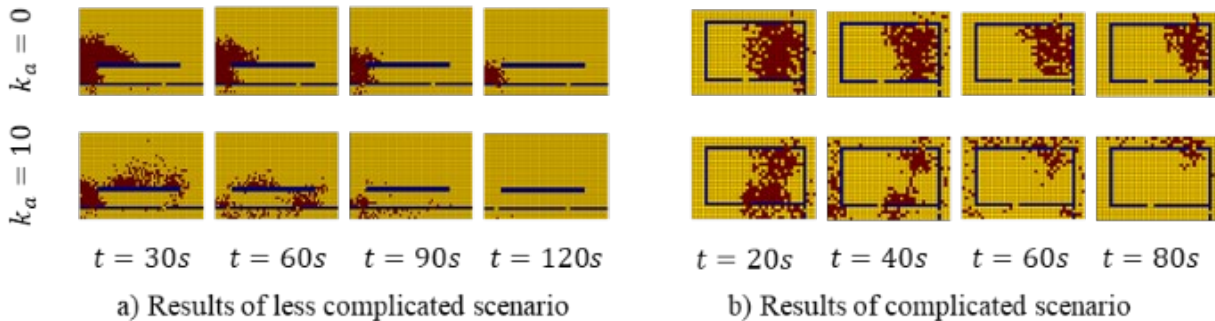 k_a = 0
k_a = 10
t = 30s t = 60s t = 90s t = 120s
t = 20s t = 40s t = 60s t = 80s
a) Results of less complicated scenario
b) Results of complicated scenario